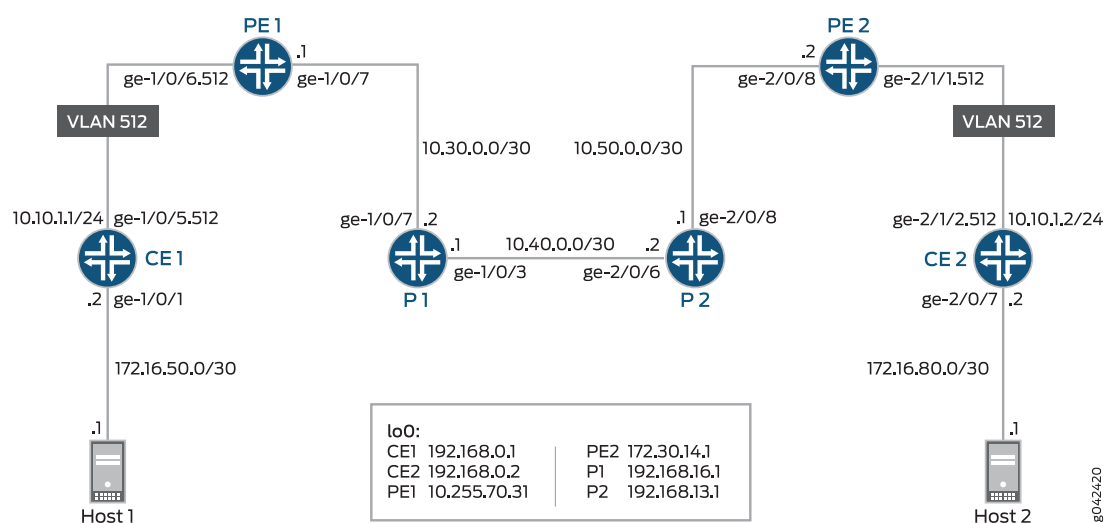 PE 1
PE 2
.1
.2
ge-1/0/6.512
ge-1/0/7
ge-2/0/8
ge-2/1/1.512
VLAN 512
VLAN 512
10.30.0.0/30
10.50.0.0/30
10.10.1.1/24
ge-1/0/5.512
ge-1/0/7
.2
.1
ge-2/0/8
ge-2/1/2.512
10.10.1.2/24
CE 1
.1
10.40.0.0/30
.2
CE 2
ge-1/0/3
ge-2/0/6
.2
ge-1/0/1
P 1
P 2
ge-2/0/7
.2
172.16.50.0/30
172.16.80.0/30
.1
.1
lo0:
CE1 192.168.0.1
PE2 172.30.14.1
CE2 192.168.0.2
P1 192.168.16.1
PE1 10.255.70.31
P2 192.168.13.1
Host 1
Host 2
g042420